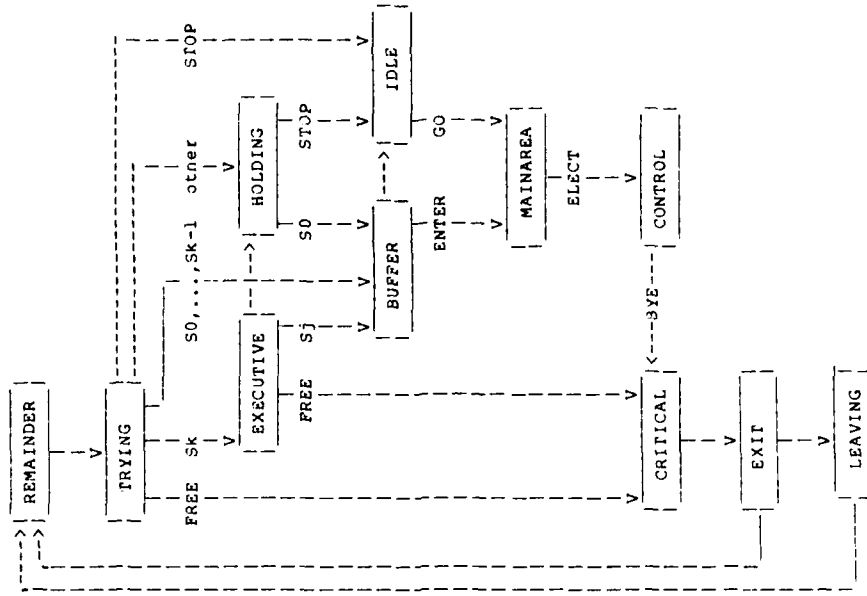 REMAINDER
TRYING
FREE
Sk
S0,...,Sk-1
other
STOP
EXECUTIVE
HOLDING
FREE
Sj
S0
STOP
BUFFER
IDLE
ENTER
GO
MAINAREA
ELECT
CRITICAL
BYE
CONTROL
EXIT
LEAVING